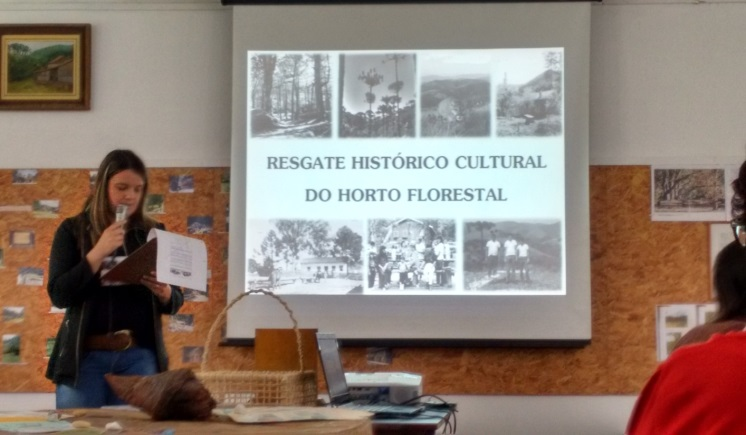 RESGATE HISTÓRICO CULTURAL
DO HORTO FLORESTAL